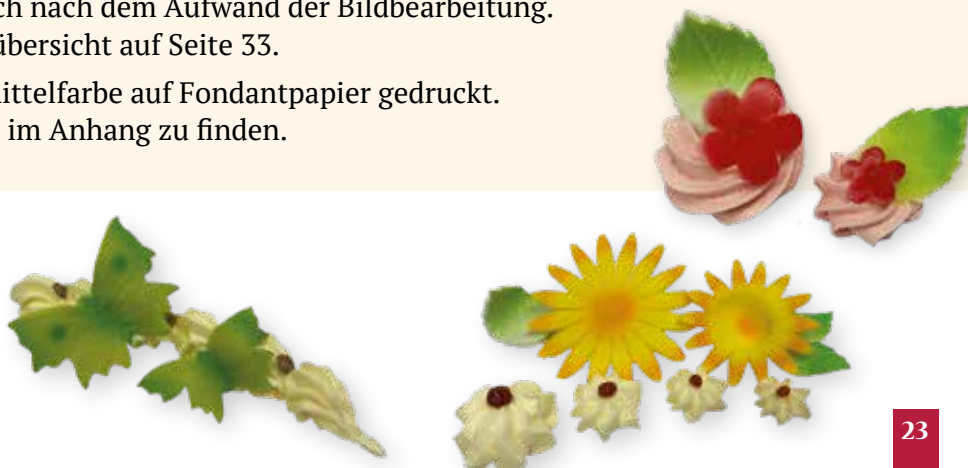 ch nach dem Aufwand der Bildbearbeitung.
übersicht auf Seite 33.
ittelfarbe auf Fondantpapier gedruckt.
im Anhang zu finden.
23